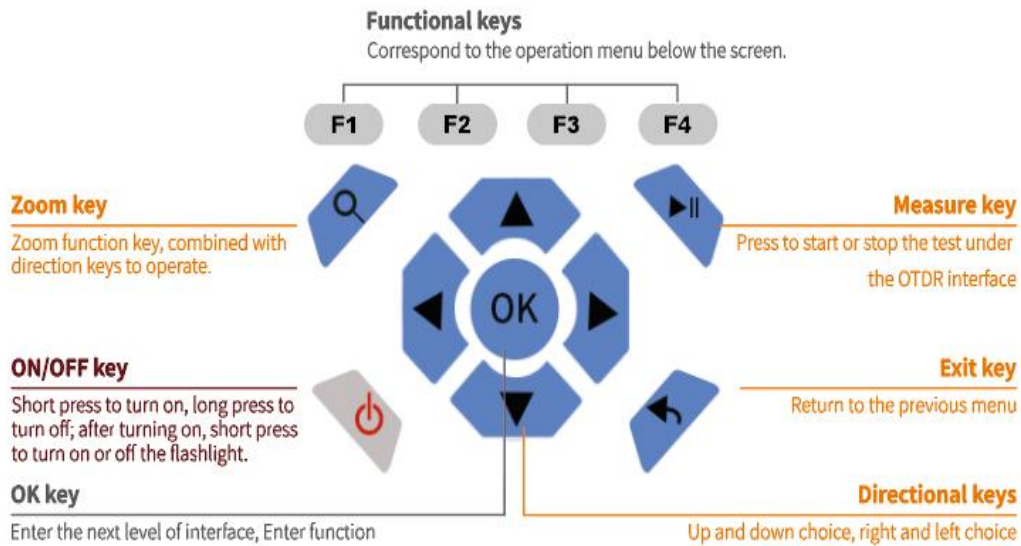 Functional keys
Correspond to the operation menu below the screen.
F1 F2 F3 F4
Zoom key
Zoom function key, combined with
direction keys to operate.
Measure key
Press to start or stop the test under
the OTDR interface
OK
ON/OFF key
Short press to turn on, long press to
turn off; after turning on, short press
to turn on or off the flashlight.
Exit key
Return to the previous menu
OK key
Enter the next level of interface, Enter function
Directional keys
Up and down choice, right and left choice